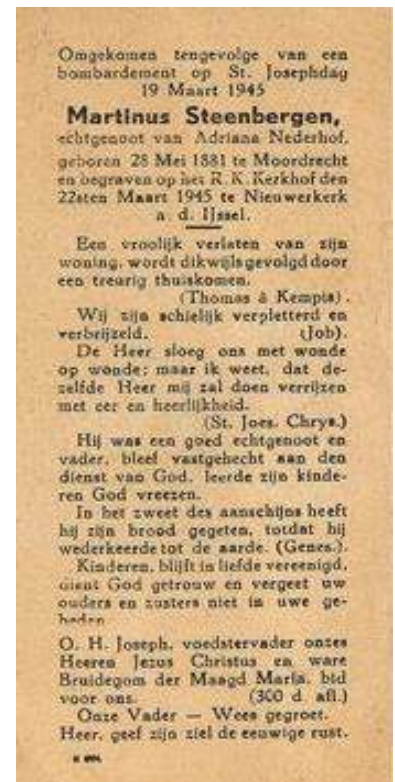 Omgekomen tengevolge van een
bombardement op St. Josephdag
19 Maart 1945
Martinus Steenbergen,
echtgenoot van Adriana Nederhof,
geboren 28 Mei 1881 te Moordrecht
en begraven op het R. K. Kerkhof den
22sten Maart 1945 te Nieuwerkerk
a. d. IJssel.
Een vroolijk verlaten van zijn
woning, wordt dikwijls gevolgd door
een treurig thuiskomen.
(Thomas à Kempis).
Wij zijn schielijk verpletterd en
verbrijzeld. (Job).
De Heer sloeg ons met wonde
op wonde; maar ik weet, dat de-
zelfde Heer mij zal doen verrijzen
met eer en heerlijkheid.
(St. Joes. Chrys.)
Hij was een goed echtgenoot en
vader, bleef vastgehecht aan den
dienst van God, leerde zijn kinde-
ren God vreezen.
In het zweet des aanschijns heeft
hij zijn brood gegeten, totdat hij
wederkeerde tot de aarde. (Genes.).
Kinderen, blijft in liefde vereenigd,
dient God getrouw en vergeet uw
ouders en zusters niet in uwe ge-
beden
O. H. Joseph, voedstervader onzes
Heeren Jezus Christus en ware
Bruidegom der Maagd Maria, bid
voor ons. (300 d. afl.)
Onze Vader — Wees gegroet.
Heer, geef zijn ziel de eeuwige rust.